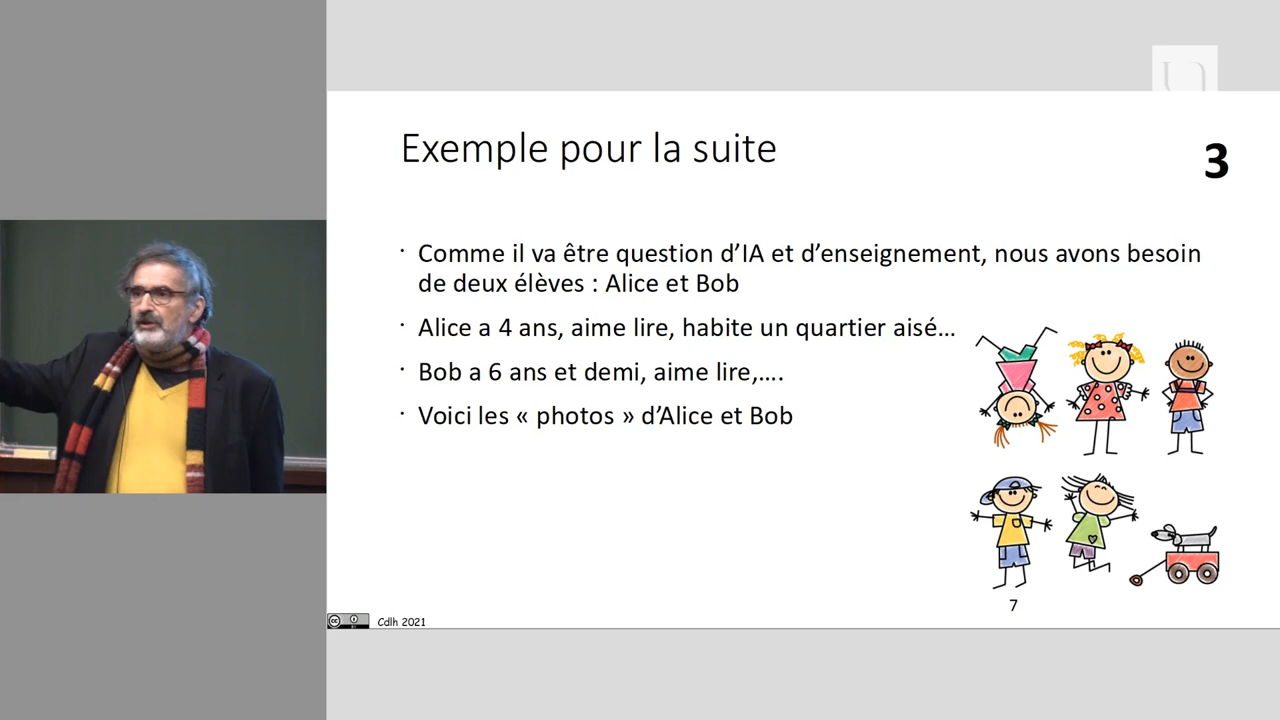 Exemple pour la suite
3
· Comme il va être question d’IA et d’enseignement, nous avons besoin
de deux élèves : Alice et Bob
· Alice a 4 ans, aime lire, habite un quartier aisé…
· Bob a 6 ans et demi, aime lire,….
· Voici les « photos » d’Alice et Bob
7
Cdlh 2021